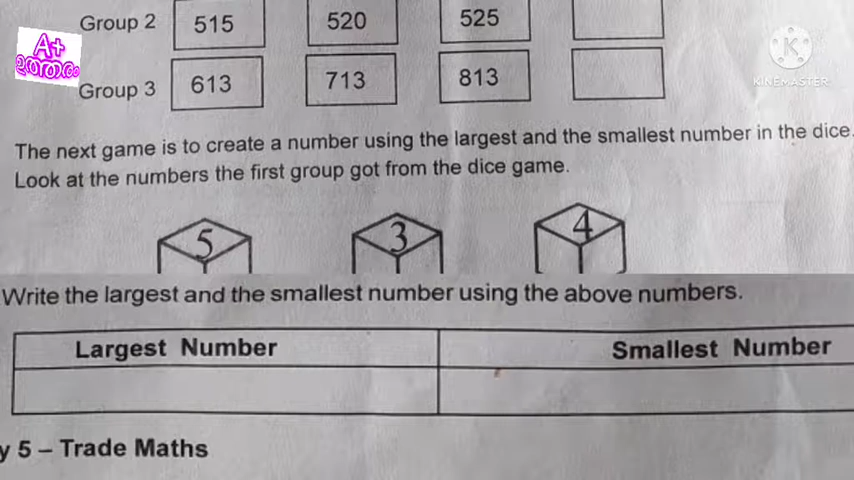 Group 2 515 520 525
A+
ഉത്തരം
KINEMASTER
Group 3 613 713 813
The next game is to create a number using the largest and the smallest number in the dice.
Look at the numbers the first group got from the dice game.
5 3 4
Write the largest and the smallest number using the above numbers.
Largest Number Smallest Number
y 5 – Trade Maths